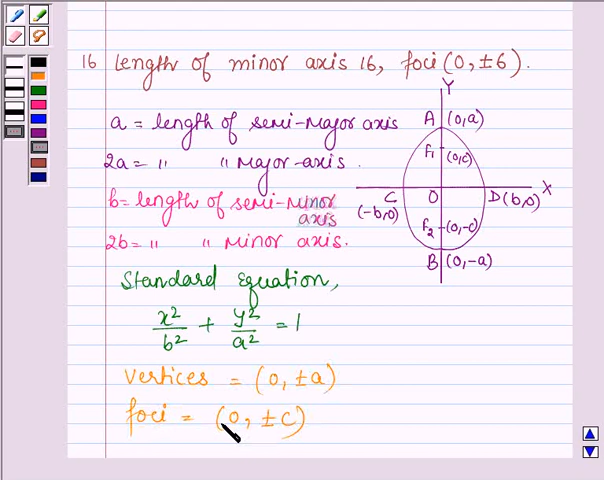 16 Length of minor axis 16, foci (0, ±6).
Y
a = length of semi-major axis
A (0,a)
2a = " " Major-axis.
F1 (0,c)
b = length of semi-minor axis
C O D(b,0) X
(-b,0)
2b = " " Minor axis.
F2 (0,-c)
B (0,-a)
Standard Equation,
x²/b² + y²/a² = 1
Vertices = (0, ±a)
foci = (0, ±c)